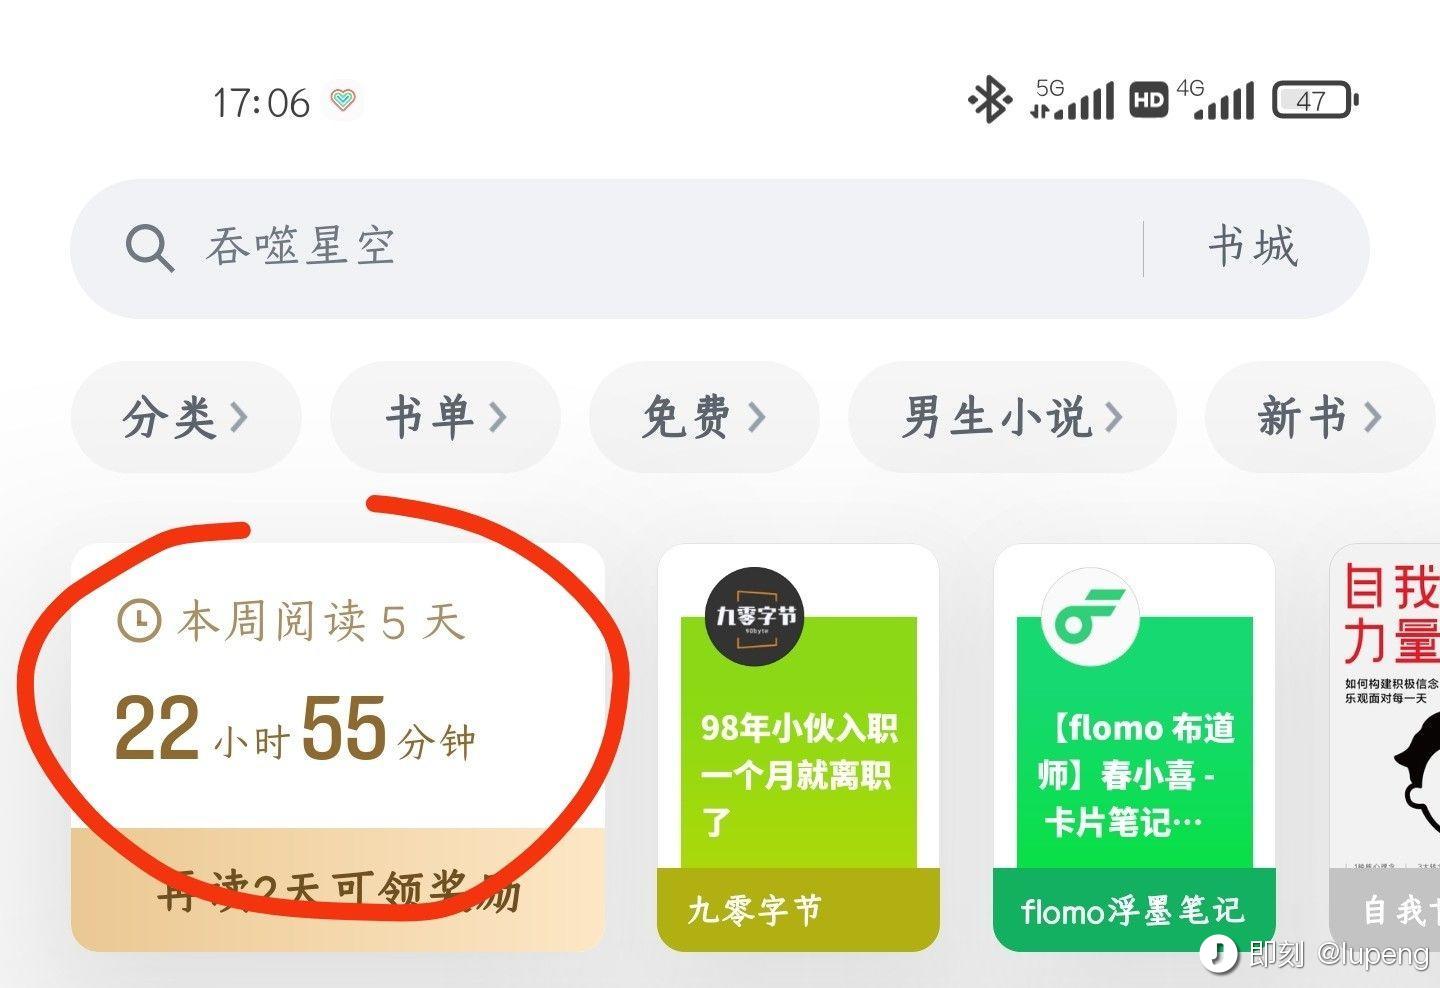 17:06
5G HD 4G 47
吞噬星空 书城
分类 书单 免费 男生小说 新书
本周阅读 5 天
22 小时 55 分钟
再读2天可领奖励
九零字节
90byte
98年小伙入职
一个月就离职
了
九零字节
【flomo 布道
师】春小喜 -
卡片笔记…
flomo浮墨笔记
自我
力量
如何构建积极信念
乐观面对每一天
自我
即刻 @lupeng